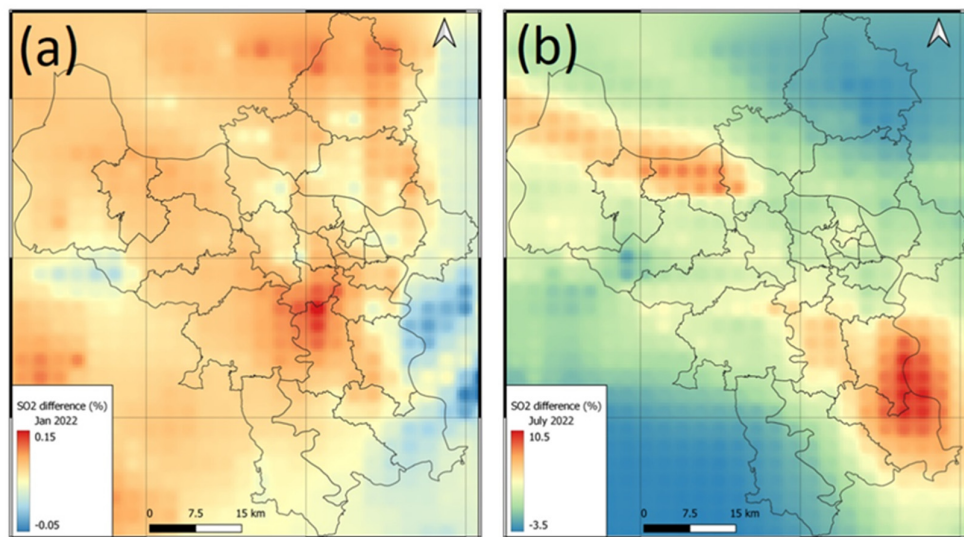 (a)
SO2 difference (%)
Jan 2022
0.15
-0.05
0 7.5 15 km
(b)
SO2 difference (%)
July 2022
10.5
-3.5
0 7.5 15 km